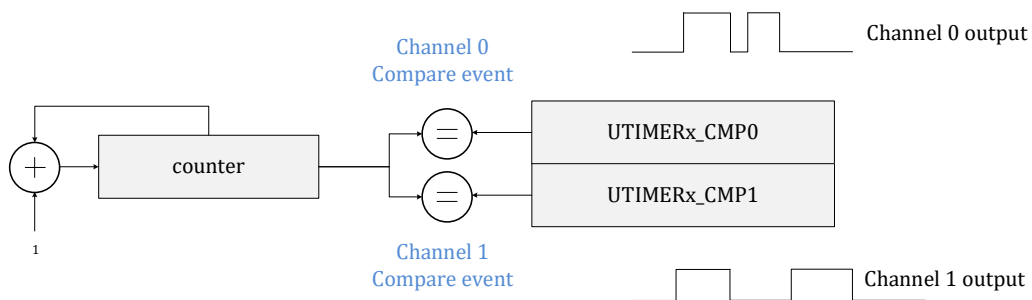 Channel 0
Compare event
Channel 0 output
+
=
UTIMERx_CMP0
counter
=
UTIMERx_CMP1
1
Channel 1
Compare event
Channel 1 output